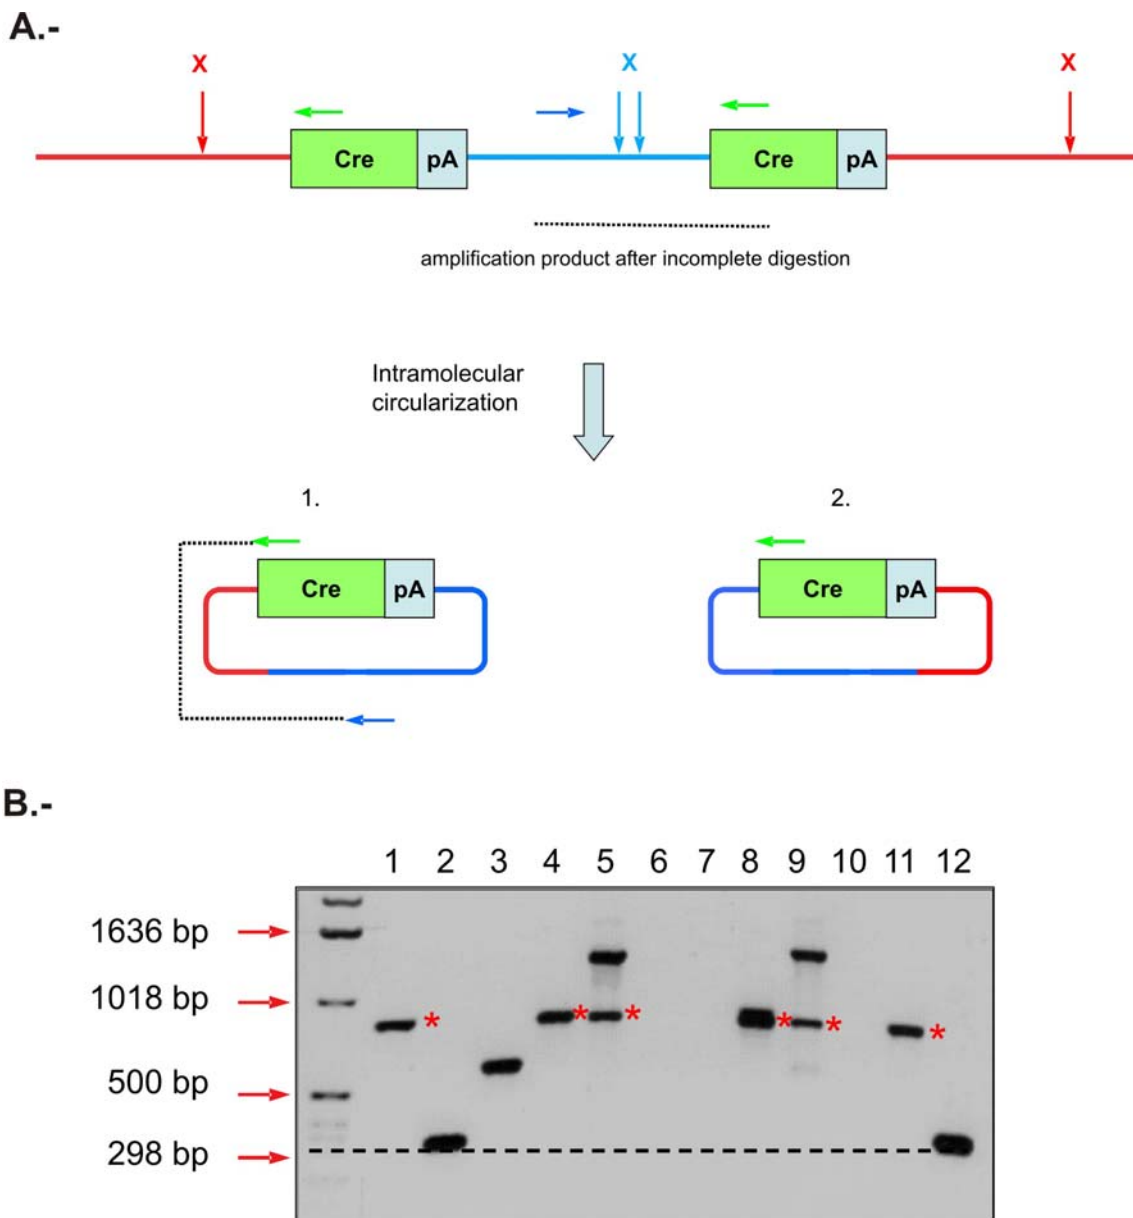 A.-
X X X
Cre pA Cre pA
amplification product after incomplete digestion
Intramolecular
circularization
1. 2.
Cre pA Cre pA
B.-
1 2 3 4 5 6 7 8 9 10 11 12
1636 bp
1018 bp
* * * * * *
500 bp
298 bp